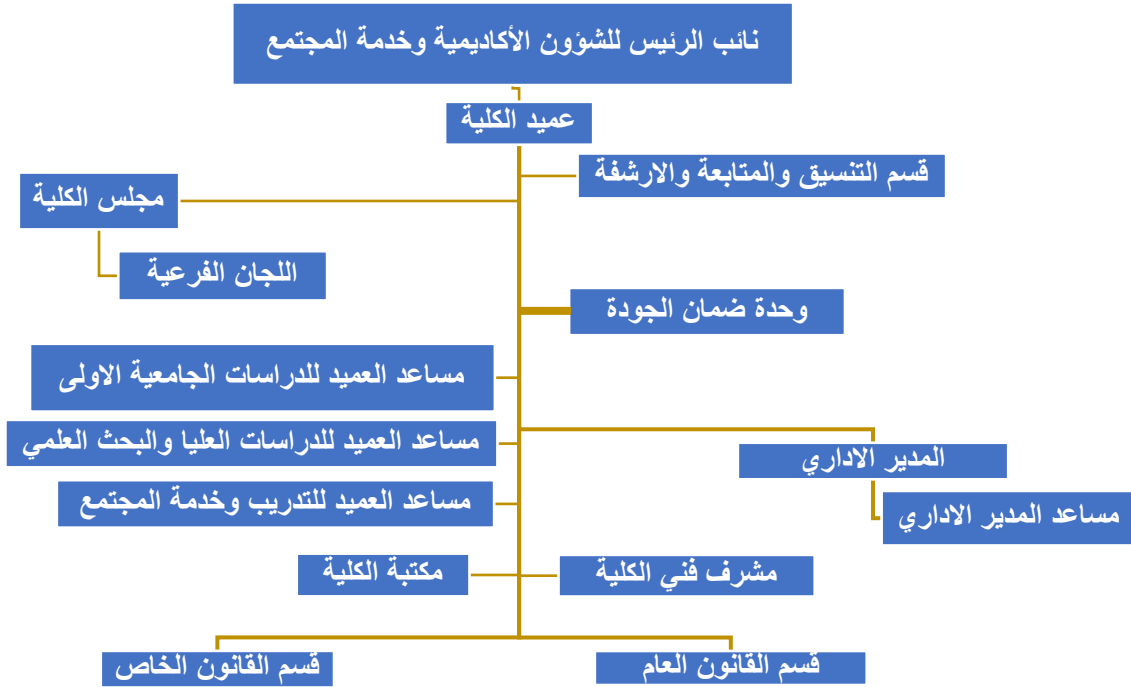 نائب الرئيس للشؤون الأكاديمية وخدمة المجتمع
عميد الكلية
قسم التنسيق والمتابعة والارشفة
مجلس الكلية
اللجان الفرعية
وحدة ضمان الجودة
مساعد العميد للدراسات الجامعية الاولى
مساعد العميد للدراسات العليا والبحث العلمي
المدير الاداري
مساعد العميد للتدريب وخدمة المجتمع
مساعد المدير الاداري
مشرف فني الكلية
مكتبة الكلية
قسم القانون العام
قسم القانون الخاص